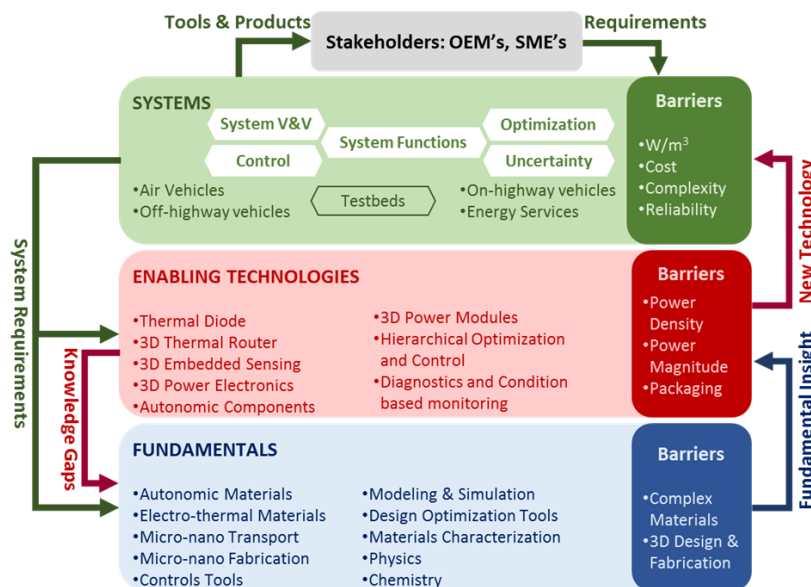 Tools & Products
Requirements
Stakeholders: OEM's, SME's
SYSTEMS
System V&V
Control
System Functions
Optimization
Uncertainty
•Air Vehicles
•Off-highway vehicles
Testbeds
•On-highway vehicles
•Energy Services
Barriers
•W/m³
•Cost
•Complexity
•Reliability
System Requirements
New Technology
ENABLING TECHNOLOGIES
•Thermal Diode
•3D Thermal Router
•3D Embedded Sensing
•3D Power Electronics
•Autonomic Components
•3D Power Modules
•Hierarchical Optimization
and Control
•Diagnostics and Condition
based monitoring
Barriers
•Power
Density
•Power
Magnitude
•Packaging
Knowledge Gaps
Fundamental Insight
FUNDAMENTALS
•Autonomic Materials
•Electro-thermal Materials
•Micro-nano Transport
•Micro-nano Fabrication
•Controls Tools
•Modeling & Simulation
•Design Optimization Tools
•Materials Characterization
•Physics
•Chemistry
Barriers
•Complex
Materials
•3D Design &
Fabrication